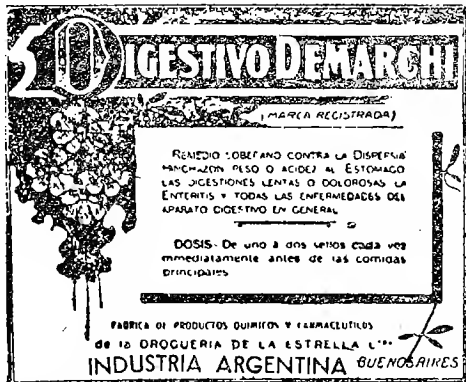 DIGESTIVO DEMARCHI
(MARCA REGISTRADA)
REMEDIO SOBERANO CONTRA LA DISPEPSIA
HINCHAZON PESO O ACIDEZ AL ESTOMAGO
LAS DIGESTIONES LENTAS O DOLOROSAS LA
ENTERITIS Y TODAS LAS ENFERMEDADES DEL
APARATO DIGESTIVO EN GENERAL
DOSIS- De uno a dos sellos cada vez
inmediatamente antes de las comidas
principales
FABRICA DE PRODUCTOS QUIMICOS Y FARMACEUTICOS
de la DROGUERIA DE LA ESTRELLA Lda
INDUSTRIA ARGENTINA BUENOS AIRES